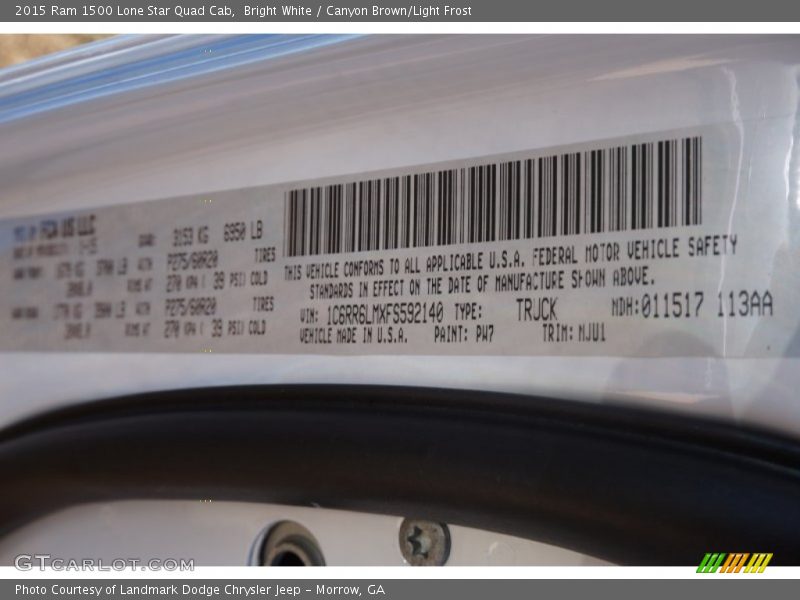 2015 Ram 1500 Lone Star Quad Cab,  Bright White / Canyon Brown/Light Frost
FCA US LLC
3153 KG 6950 LB
P275/60R20 TIRES
270 KPA ( 39 PSI) COLD
P275/60R20 TIRES
270 KPA ( 39 PSI) COLD
THIS VEHICLE CONFORMS TO ALL APPLICABLE U.S.A. FEDERAL MOTOR VEHICLE SAFETY
STANDARDS IN EFFECT ON THE DATE OF MANUFACTURE SHOWN ABOVE.
VIN: 1C6RR6LMXFS592140 TYPE: TRUCK MDH:011517 113AA
VEHICLE MADE IN U.S.A. PAINT: PW7 TRIM: MJU1
GTcarlot.com
Photo Courtesy of Landmark Dodge Chrysler Jeep – Morrow, GA